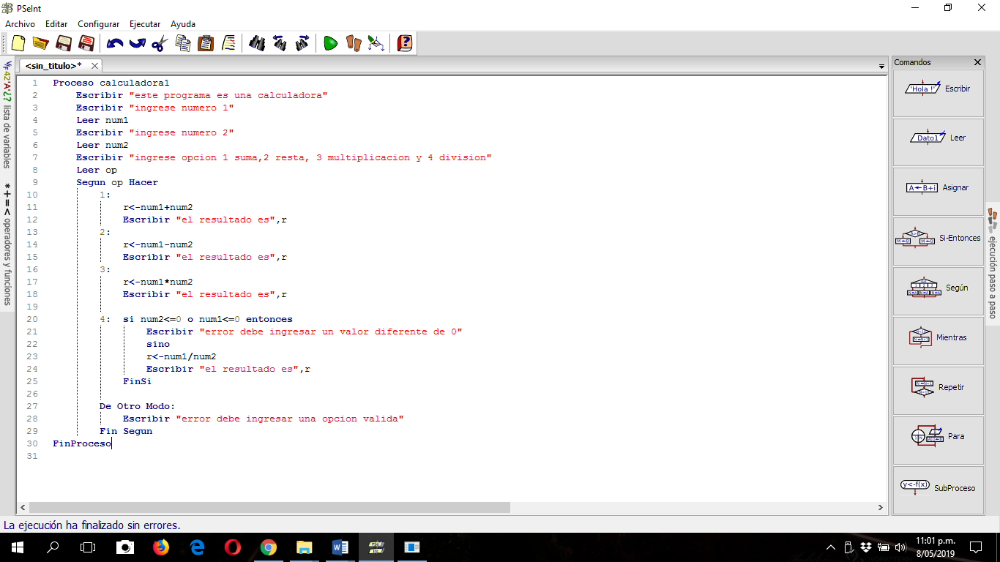 PSeInt
Archivo Editar Configurar Ejecutar Ayuda
<sin_titulo>*
lista de variables
operadores y funciones
1 Proceso calculadora1
2 Escribir "este programa es una calculadora"
3 Escribir "ingrese numero 1"
4 Leer num1
5 Escribir "ingrese numero 2"
6 Leer num2
7 Escribir "ingrese opcion 1 suma,2 resta, 3 multiplicacion y 4 division"
8 Leer op
9 Segun op Hacer
10 1:
11 r<-num1+num2
12 Escribir "el resultado es",r
13 2:
14 r<-num1-num2
15 Escribir "el resultado es",r
16 3:
17 r<-num1*num2
18 Escribir "el resultado es",r
19
20 4: si num2<=0 o num1<=0 entonces
21 Escribir "error debe ingresar un valor diferente de 0"
22 sino
23 r<-num1/num2
24 Escribir "el resultado es",r
25 FinSi
26
27 De Otro Modo:
28 Escribir "error debe ingresar una opcion valida"
29 Fin Segun
30 FinProceso
31
Comandos
'Hola !' Escribir
Dato1 Leer
A←B+i Asignar
Si-Entonces
Según
Mientras
Repetir
Para
y<-f(x) SubProceso
ejecución paso a paso
La ejecución ha finalizado sin errores.
11:01 p.m.
8/05/2019